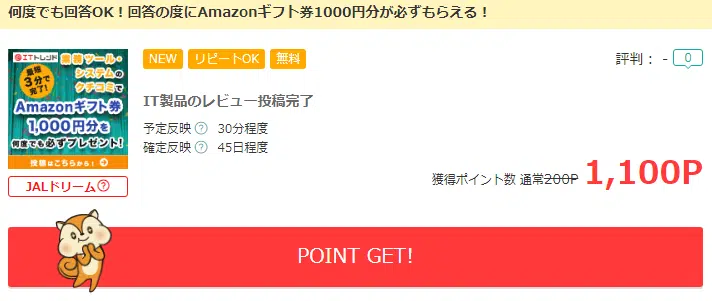 何度でも回答OK！回答の度にAmazonギフト券1000円分が必ずもらえる！
ITトレンド 業務ツール・
システムの
クチコミで
最短
3分で
完了！
Amazonギフト券
1,000円分を
何度でも必ずプレゼント!
投稿はこちらから！
JALドリーム?
NEW リピートOK 無料
評判： - 0
IT製品のレビュー投稿完了
予定反映 ? 30分程度
確定反映 ? 45日程度
獲得ポイント数 通常200P 1,100P
POINT GET!